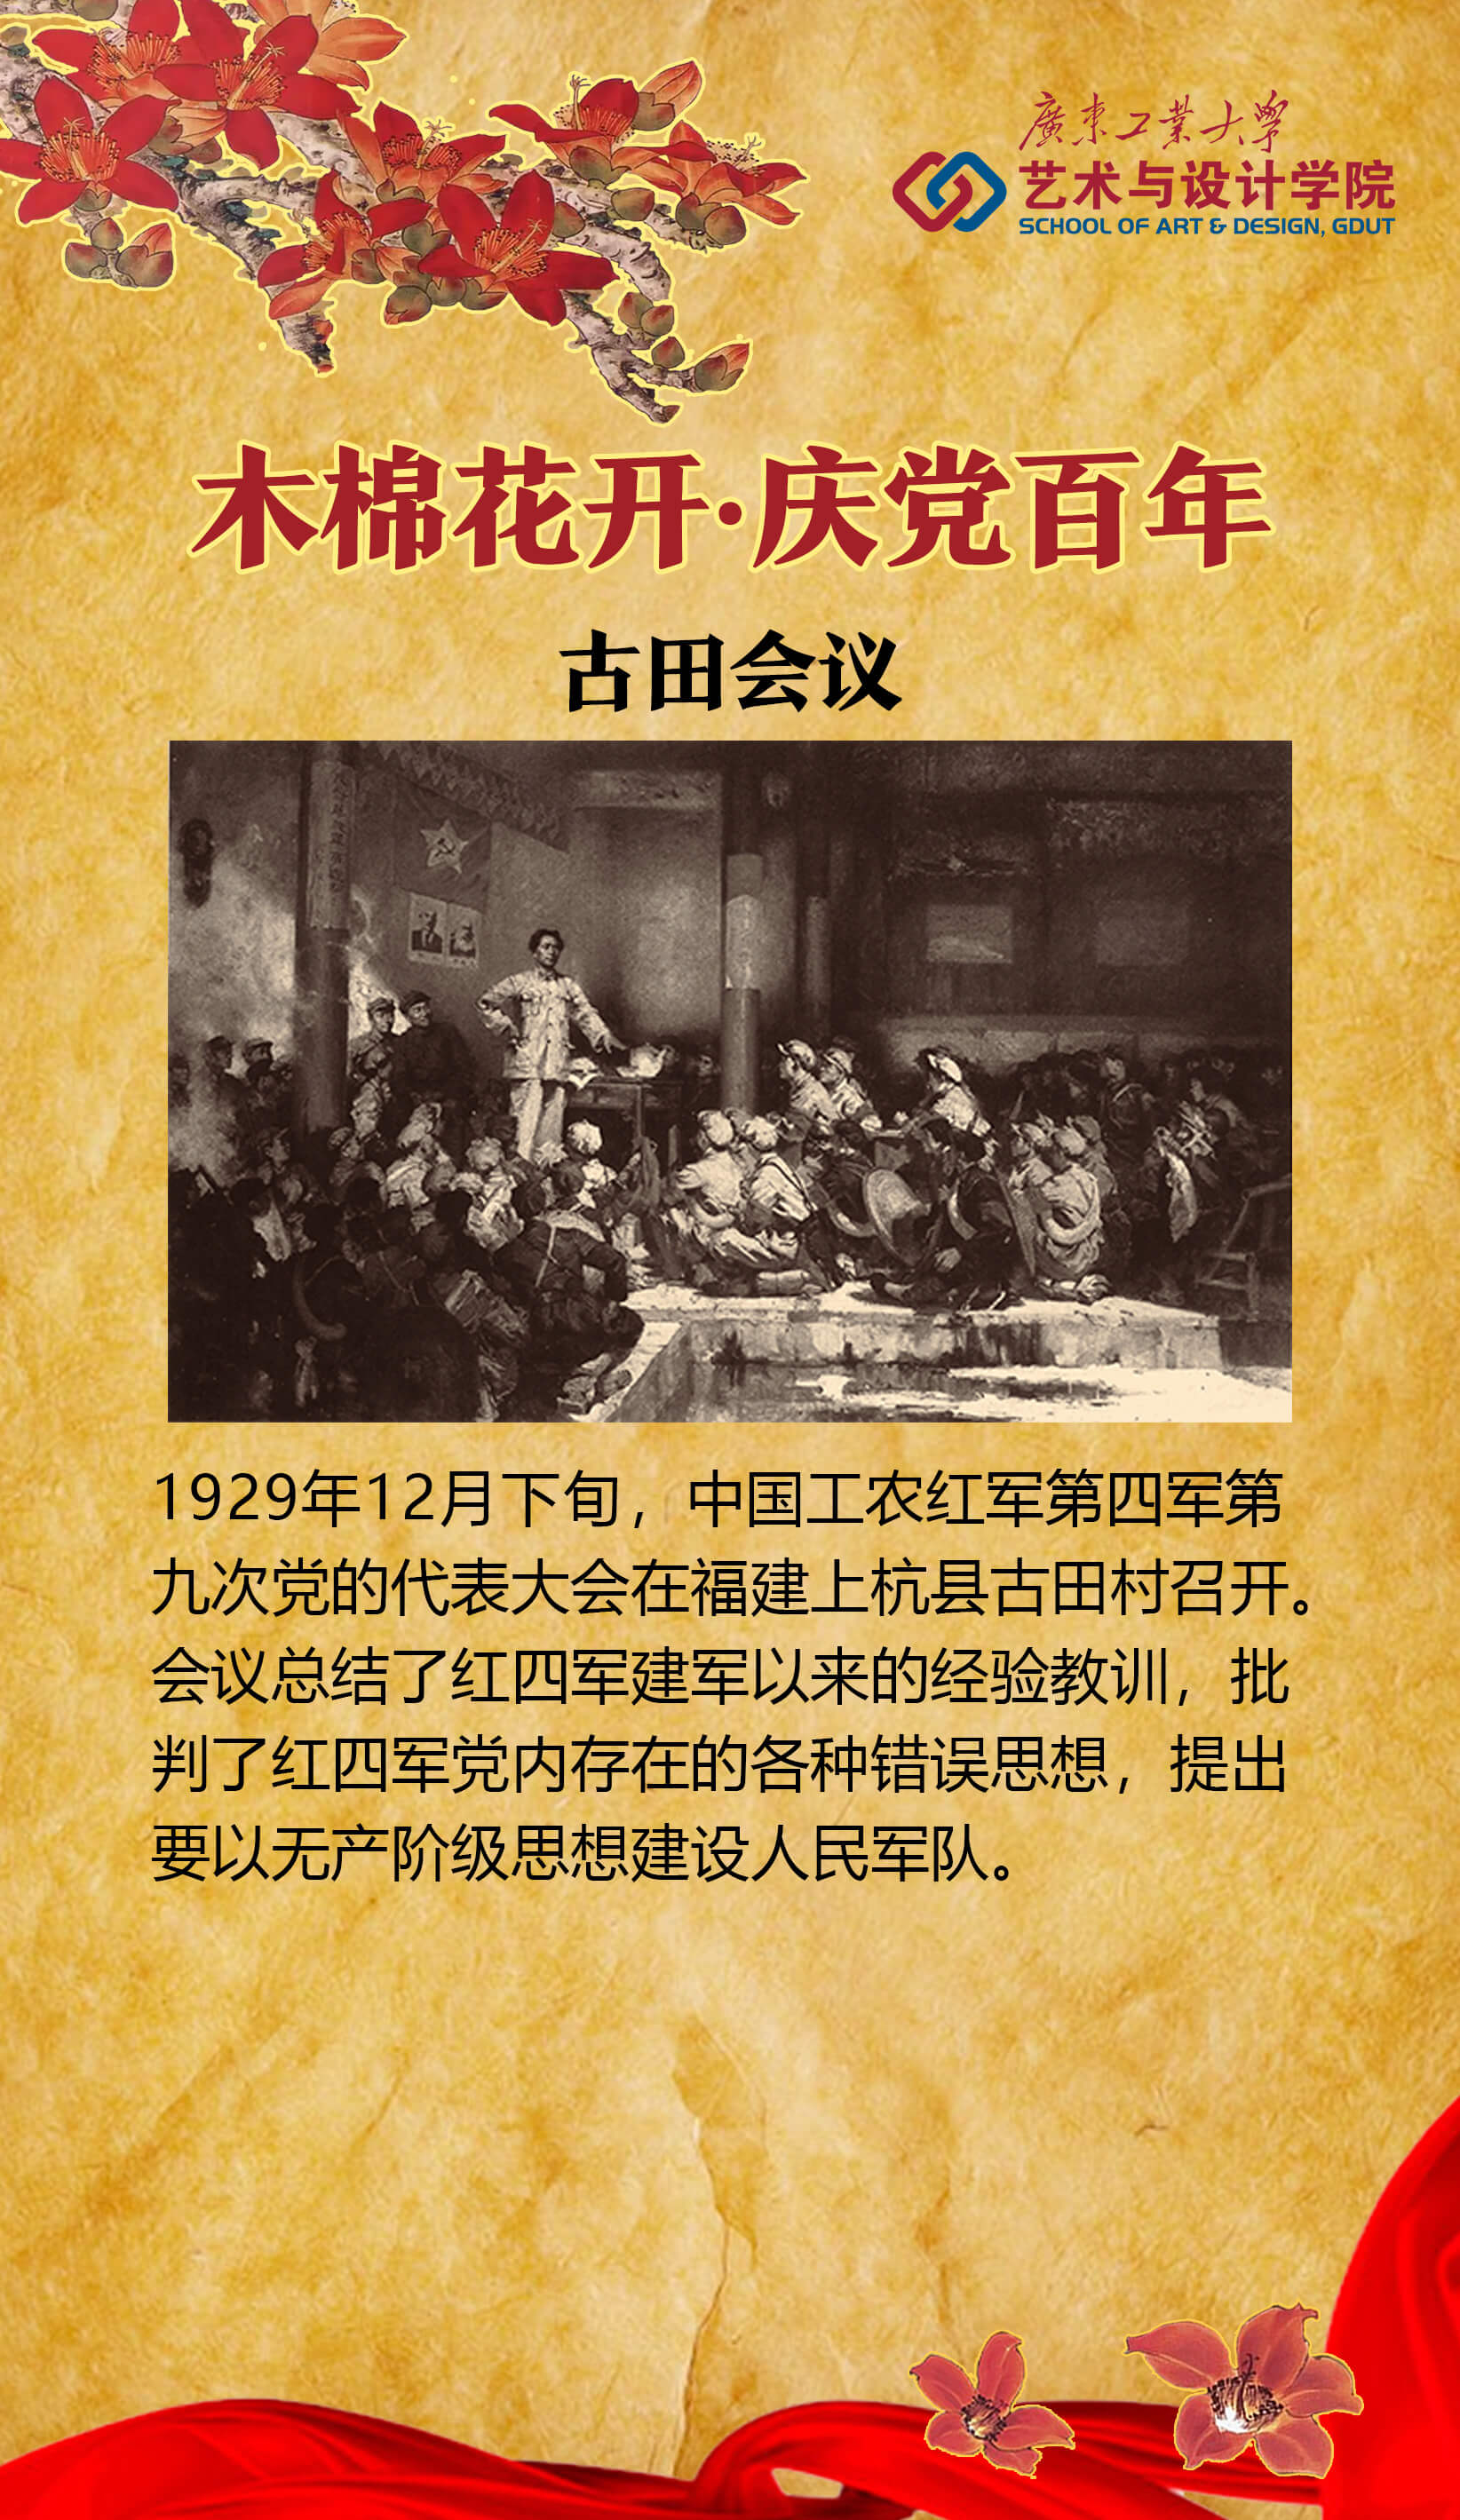 廣東工业大學
艺术与设计学院
SCHOOL OF ART & DESIGN, GDUT
木棉花开·庆党百年
古田会议
1929年12月下旬，中国工农红军第四军第
九次党的代表大会在福建上杭县古田村召开。
会议总结了红四军建军以来的经验教训，批
判了红四军党内存在的各种错误思想，提出
要以无产阶级思想建设人民军队。